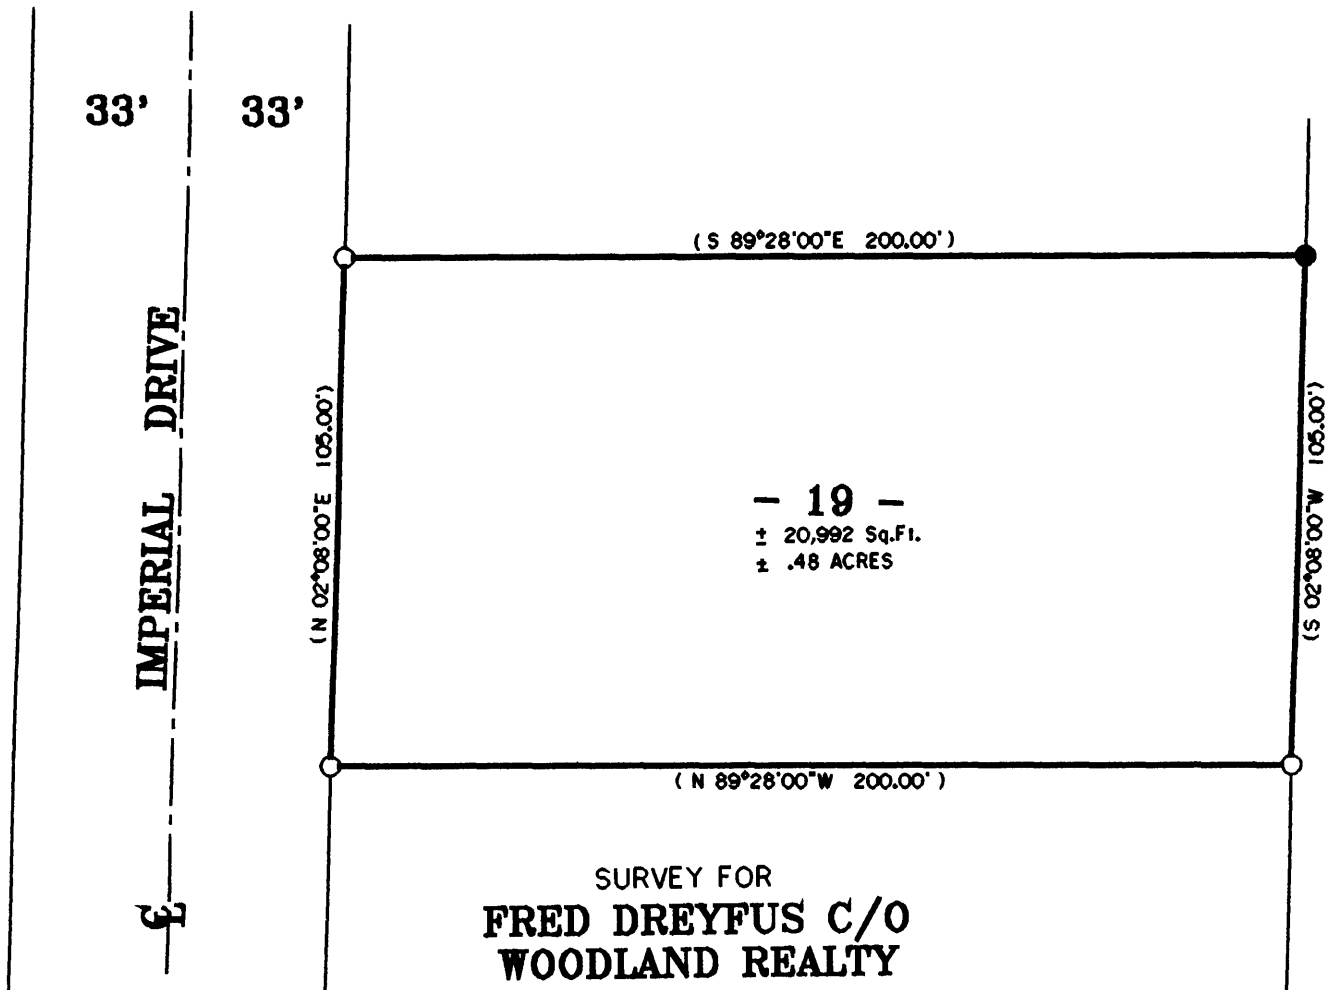 33' 33'
( S 89°28'00"E 200.00' )
IMPERIAL DRIVE
( N 02°08'00"E 105.00' )
( S 02°08'00"W 105.00' )
- 19 -
± 20,992 Sq.Ft.
± .48 ACRES
( N 89°28'00"W 200.00' )
℄
SURVEY FOR
FRED DREYFUS C/O
WOODLAND REALTY